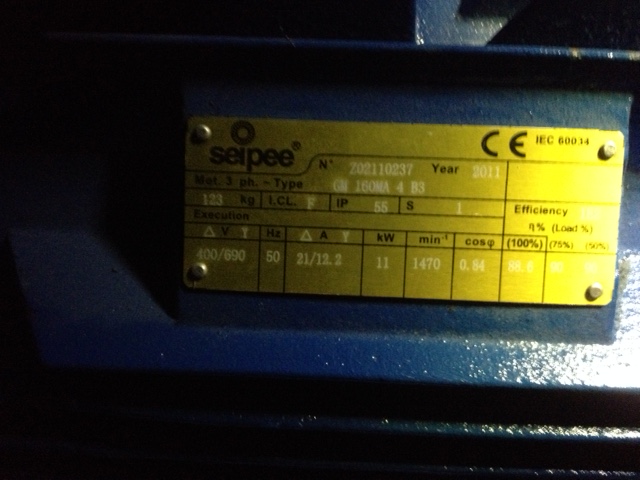 seipee®
CE IEC 60034
N° Z02110237 Year 2011
Mot. 3 ph. ~ Type GM 160MA 4 B3
123 kg I.CL. F IP 55 S 1
Execution
Efficiency
η% (Load %)
△ V Y Hz △ A Y kW min⁻¹ cosφ (100%) (75%) (50%)
400/690 50 21/12.2 11 1470 0.84 88.6